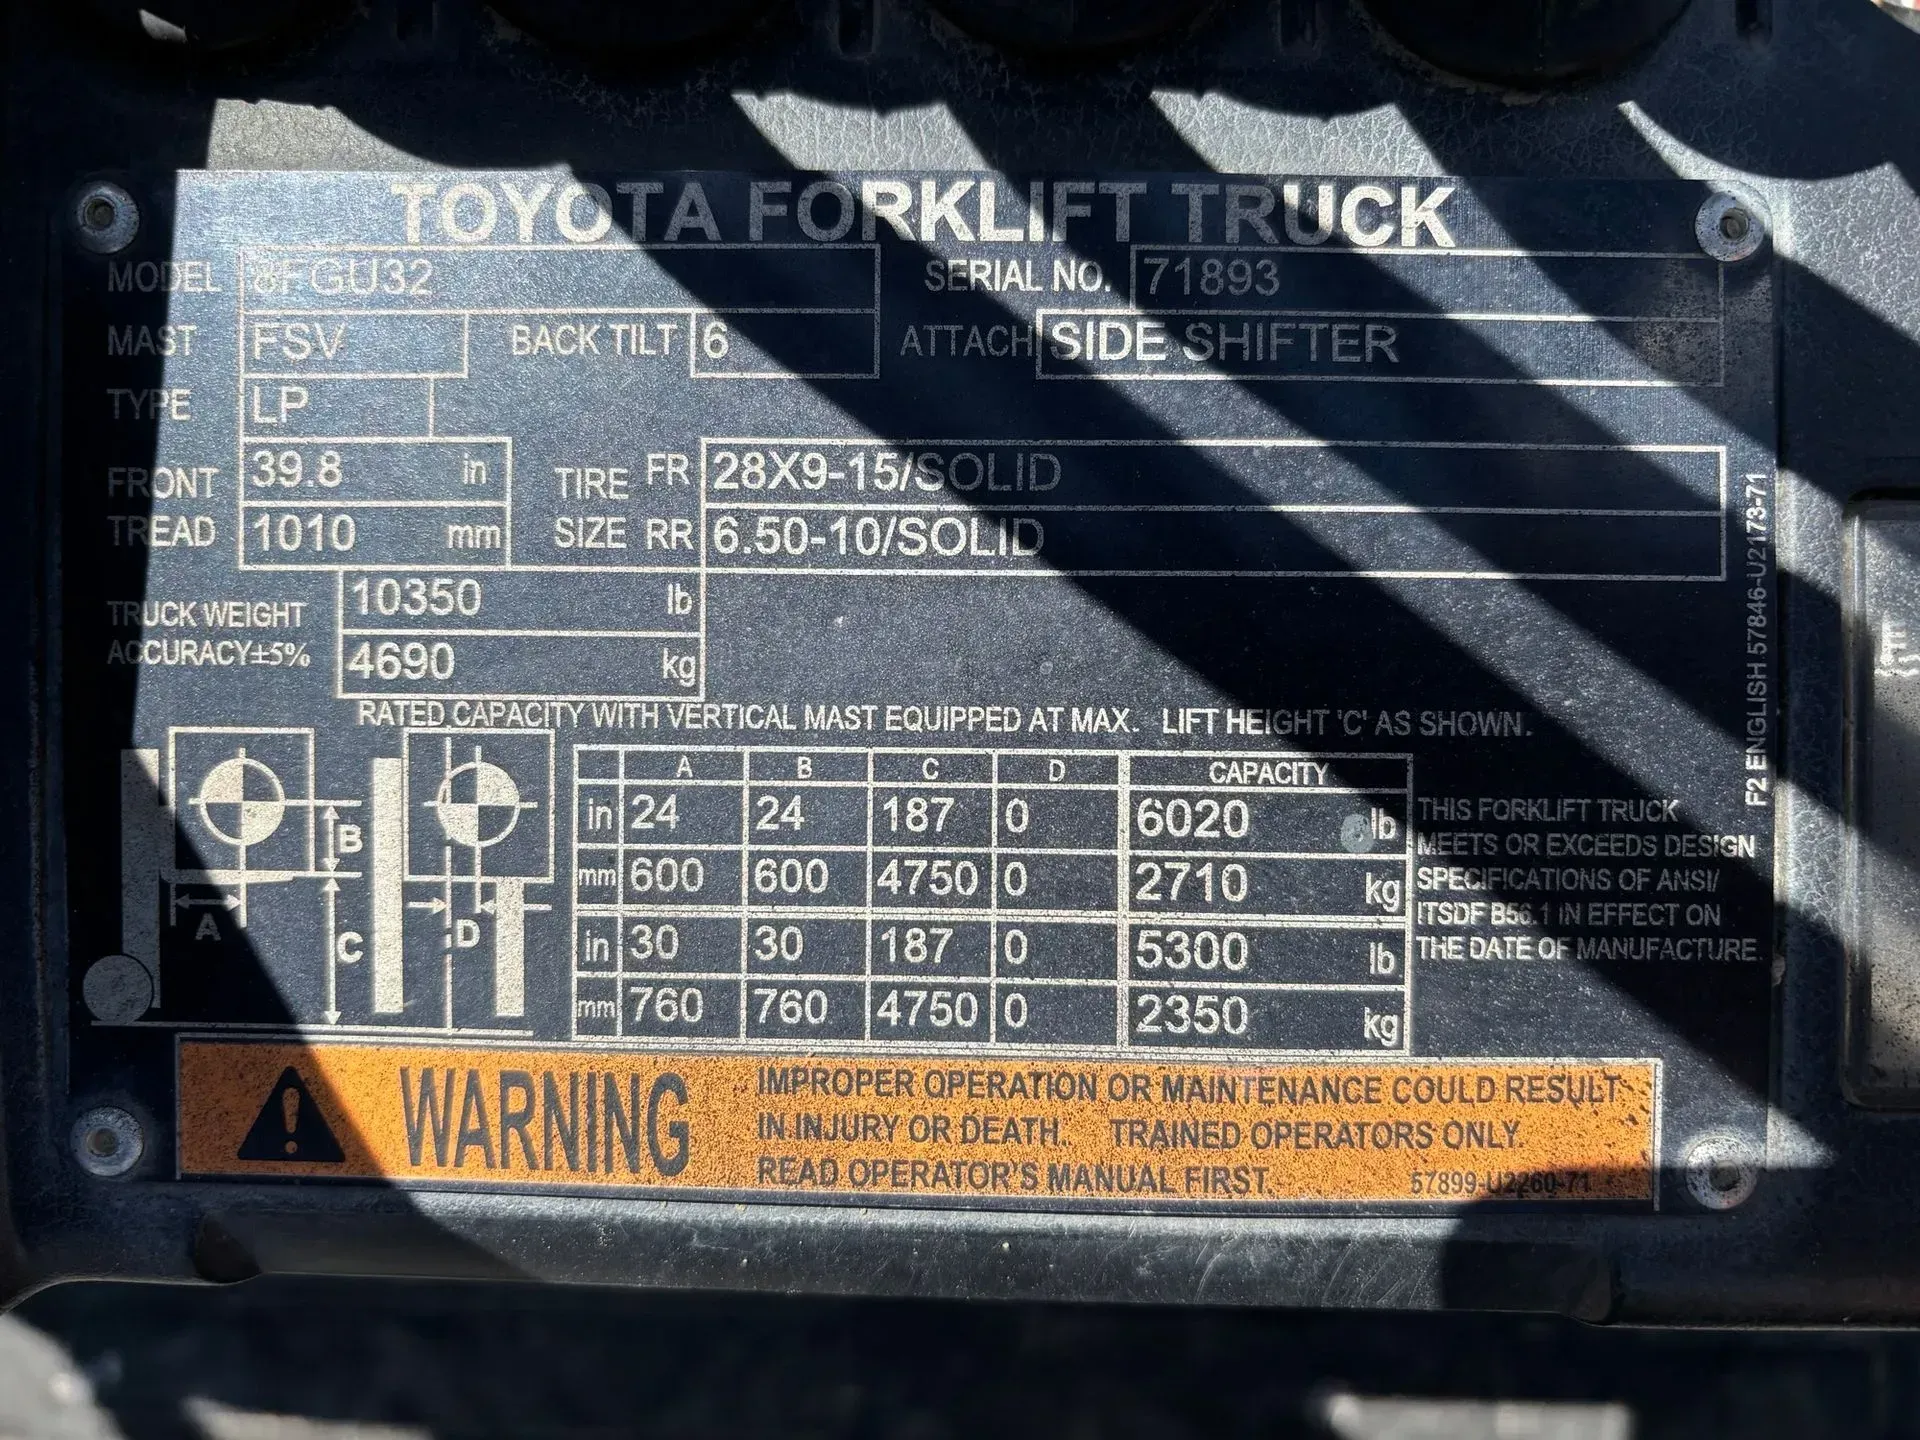 TOYOTA FORKLIFT TRUCK
MODEL 8FGU32 SERIAL NO. 71893
MAST FSV BACK TILT 6 ATTACH SIDE SHIFTER
TYPE LP
FRONT TREAD 39.8 in TIRE SIZE FR 28X9-15/SOLID
1010 mm RR 6.50-10/SOLID
TRUCK WEIGHT 10350 lb
ACCURACY±5% 4690 kg
RATED CAPACITY WITH VERTICAL MAST EQUIPPED AT MAX. LIFT HEIGHT 'C' AS SHOWN.
A B C D CAPACITY
in 24 24 187 0 6020 lb
mm 600 600 4750 0 2710 kg
in 30 30 187 0 5300 lb
mm 760 760 4750 0 2350 kg
B
A
C
D
THIS FORKLIFT TRUCK
MEETS OR EXCEEDS DESIGN
SPECIFICATIONS OF ANSI/
ITSDF B56.1 IN EFFECT ON
THE DATE OF MANUFACTURE.
F2 ENGLISH 57846-U2173-71
WARNING
IMPROPER OPERATION OR MAINTENANCE COULD RESULT
IN INJURY OR DEATH. TRAINED OPERATORS ONLY.
READ OPERATOR'S MANUAL FIRST. 57899-U2260-71